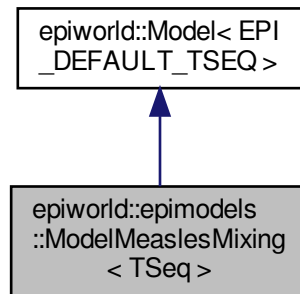 epiworld::Model< EPI
_DEFAULT_TSEQ >
epiworld::epimodels
::ModelMeaslesMixing
< TSeq >